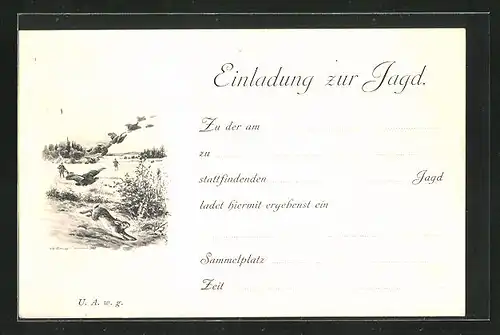 Einladung zur Jagd.
Zu der am
zu
stattfindenden Jagd
ladet hiermit ergebenst ein
Sammelplatz
Zeit
U. A. w. g.